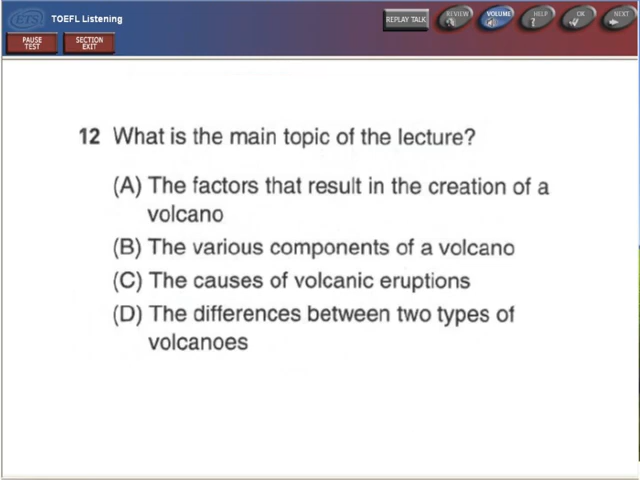 ETS TOEFL Listening
REPLAY TALK
REVIEW
VOLUME
HELP
?
OK
NEXT
PAUSE
TEST
SECTION
EXIT
12 What is the main topic of the lecture?
(A) The factors that result in the creation of a
volcano
(B) The various components of a volcano
(C) The causes of volcanic eruptions
(D) The differences between two types of
volcanoes